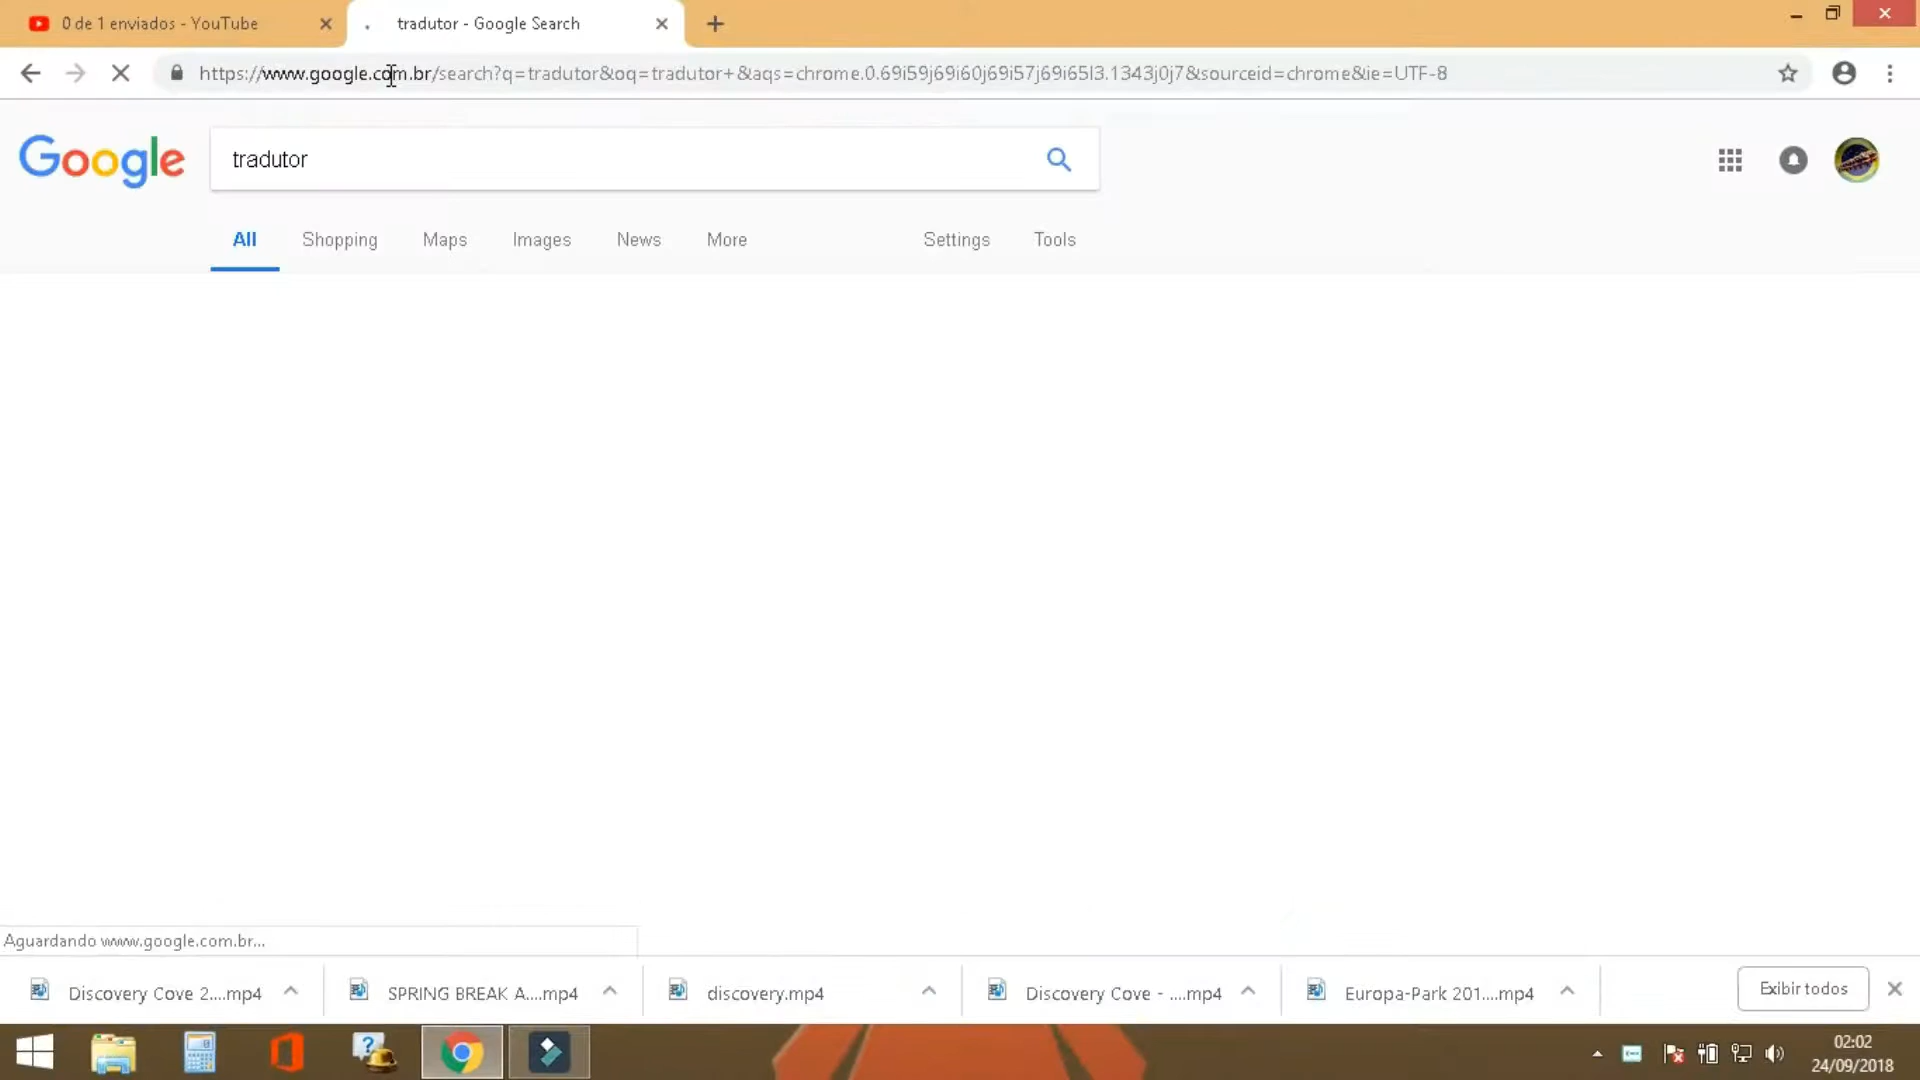 0 de 1 enviados - YouTube
tradutor - Google Search
https://www.google.com.br/search?q=tradutor&oq=tradutor+&aqs=chrome.0.69i59j69i60j69i57j69i65l3.1343j0j7&sourceid=chrome&ie=UTF-8
Google
tradutor
All Shopping Maps Images News More Settings Tools
Aguardando www.google.com.br...
Discovery Cove 2....mp4
SPRING BREAK A....mp4
discovery.mp4
Discovery Cove - ....mp4
Europa-Park 201....mp4
Exibir todos
02:02
24/09/2018